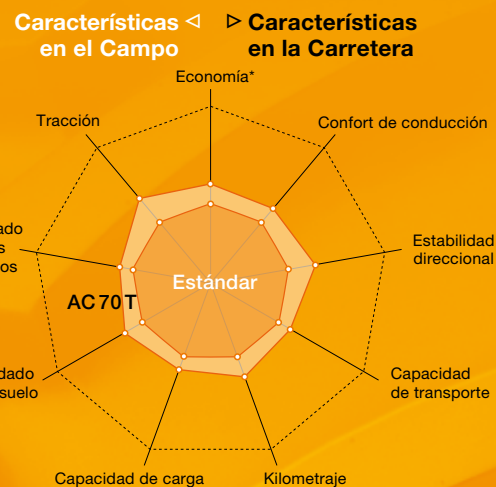 Características ◁
en el Campo
▷ Características
en la Carretera
Economía*
Tracción
Confort de conducción
Estabilidad
direccional
Estándar
AC 70 T
suelo
Capacidad
de transporte
Capacidad de carga
Kilometraje